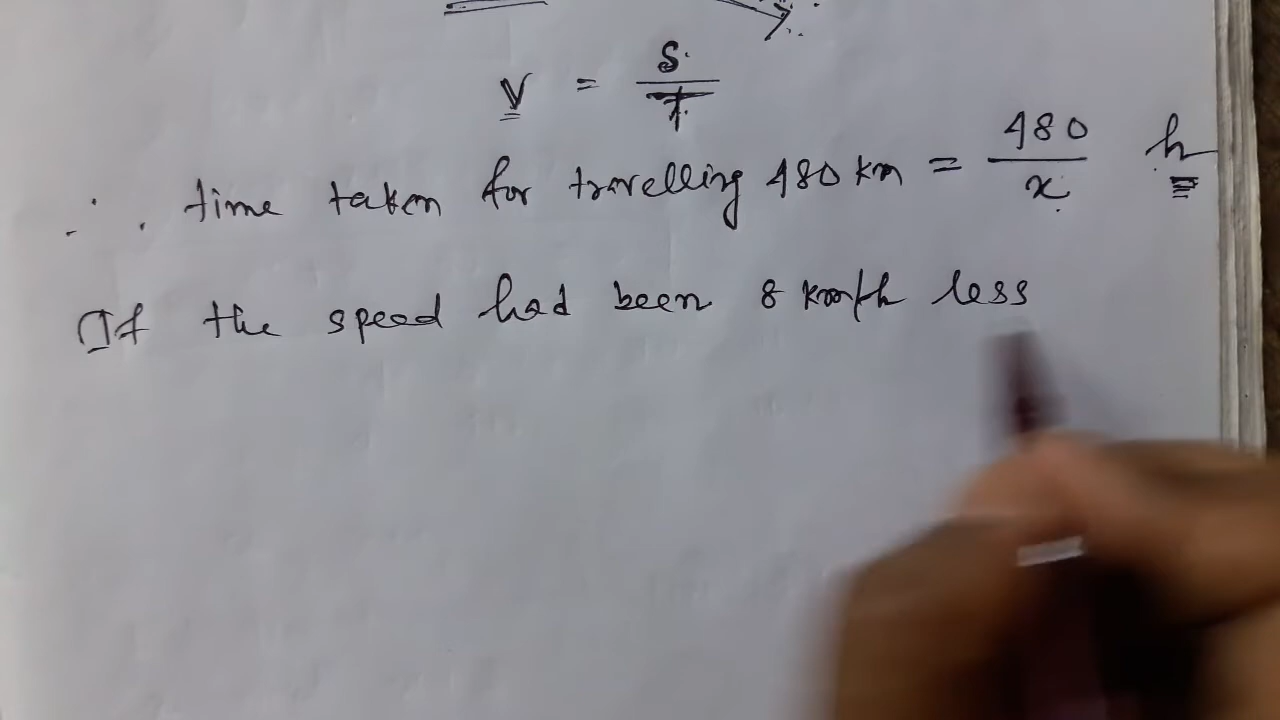 V = S/T
∴ time taken for travelling 480 km = 480/x h
If the speed had been 8 km/h less